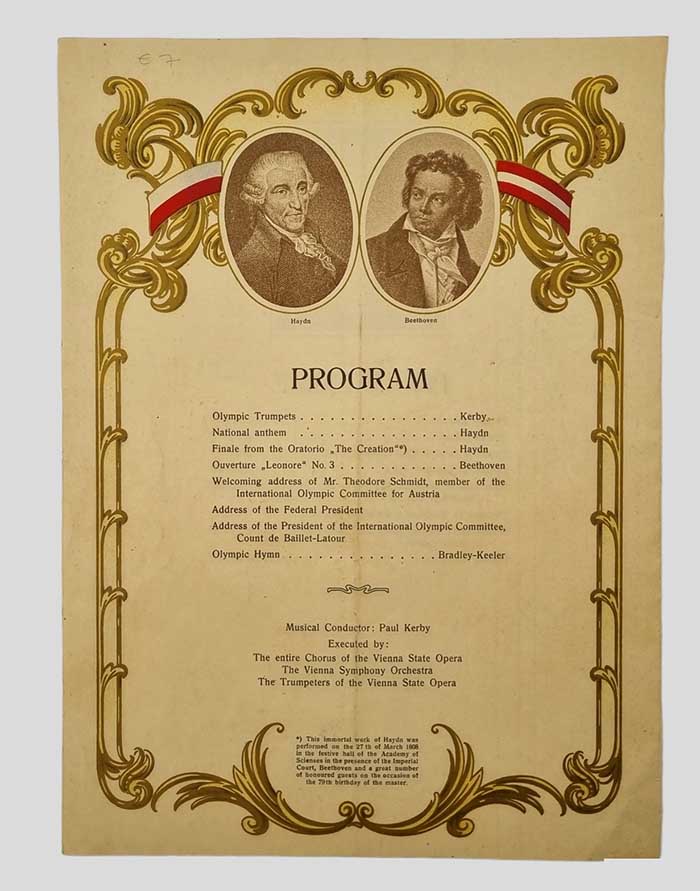 € 7
Haydn
Beethoven
PROGRAM
Olympic Trumpets . . . . . . . . . . . . . . . . Kerby
National anthem . . . . . . . . . . . . . . . . Haydn
Finale from the Oratorio „The Creation“*) . . . . . Haydn
Ouverture „Leonore“ No. 3 . . . . . . . . . . . . Beethoven
Welcoming address of Mr. Theodore Schmidt, member of the
International Olympic Committee for Austria
Address of the Federal President
Address of the President of the International Olympic Committee,
Count de Baillet-Latour
Olympic Hymn . . . . . . . . . . . . . . . Bradley-Keeler
Musical Conductor: Paul Kerby
Executed by:
The entire Chorus of the Vienna State Opera
The Vienna Symphony Orchestra
The Trumpeters of the Vienna State Opera
*) This immortal work of Haydn was
performed on the 27th of March 1808
in the festive hall of the Academy of
Scienses in the presence of the Imperial
Court, Beethoven and a great number
of honoured guests on the occasion of
the 79th birthday of the master.